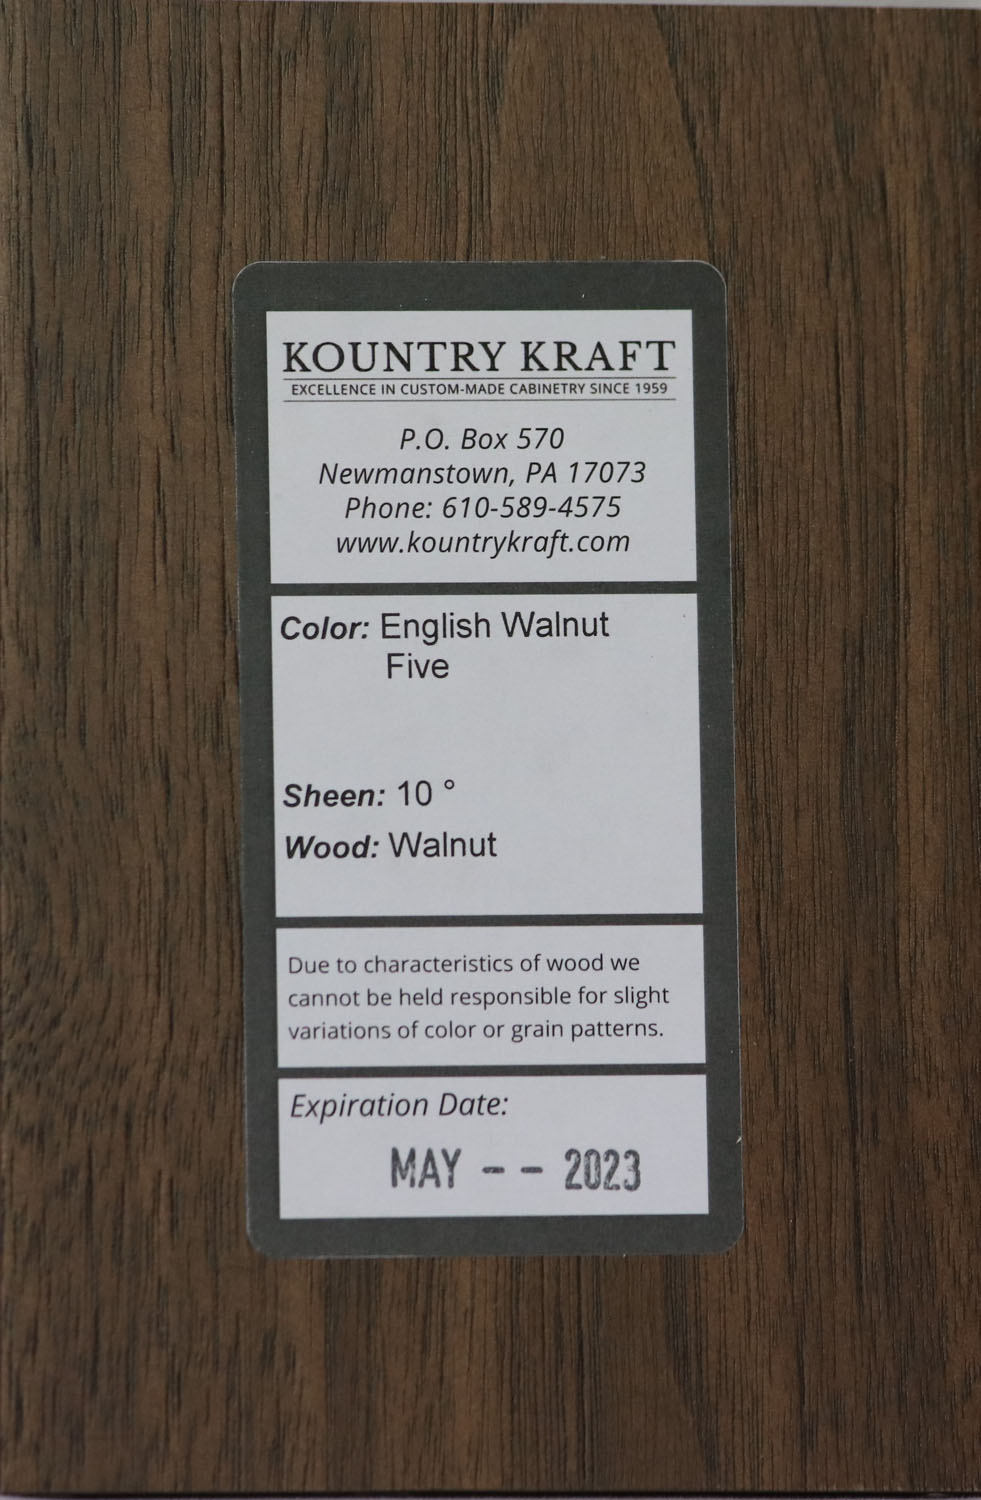 KOUNTRY KRAFT
EXCELLENCE IN CUSTOM-MADE CABINETRY SINCE 1959
P.O. Box 570
Newmanstown, PA 17073
Phone: 610-589-4575
www.kountrykraft.com
Color: English Walnut
Five
Sheen: 10 °
Wood: Walnut
Due to characteristics of wood we
cannot be held responsible for slight
variations of color or grain patterns.
Expiration Date:
MAY -- 2023